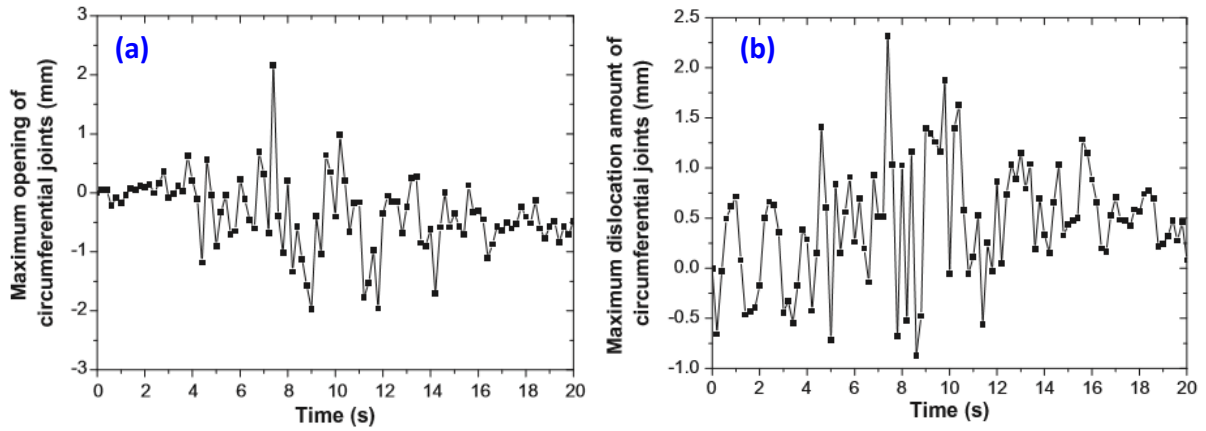 (a)
Maximum opening of
circumferential joints (mm)
3
2
1
0
-1
-2
-3
0 2 4 6 8 10 12 14 16 18 20
Time (s)
(b)
Maximum dislocation amount of
circumferential joints (mm)
2.5
2.0
1.5
1.0
0.5
0.0
-0.5
-1.0
0 2 4 6 8 10 12 14 16 18 20
Time (s)